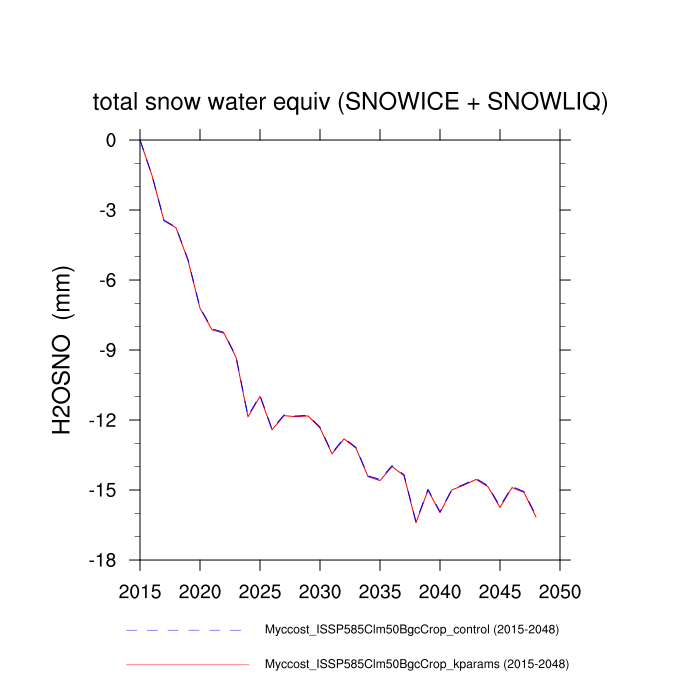 total snow water equiv (SNOWICE + SNOWLIQ)
H2OSNO (mm)
0
-3
-6
-9
-12
-15
-18
2015 2020 2025 2030 2035 2040 2045 2050
Myccost_ISSP585Clm50BgcCrop_control (2015-2048)
Myccost_ISSP585Clm50BgcCrop_kparams (2015-2048)